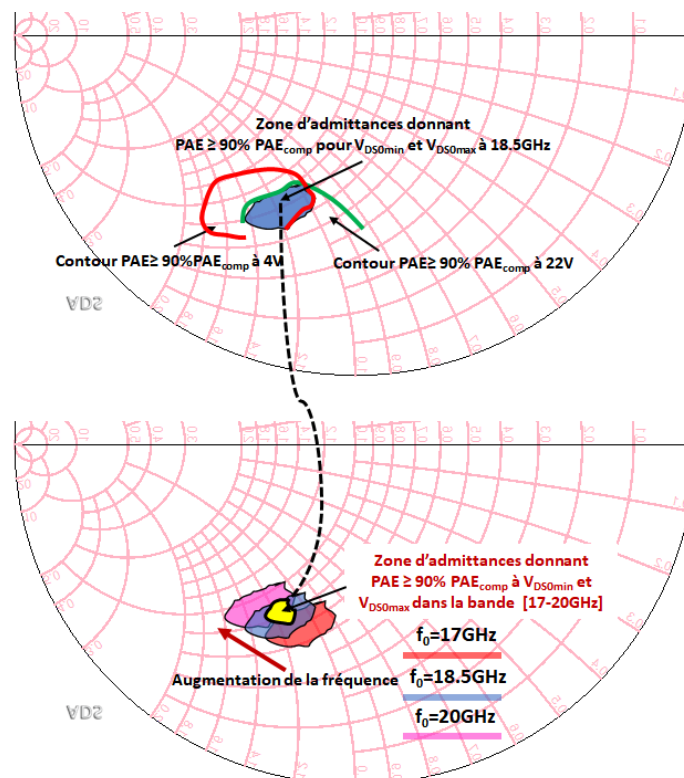 Zone d'admittances donnant
PAE ≥ 90% PAEcomp pour VDS0min et VDS0max à 18.5GHz
Contour PAE≥ 90%PAEcomp à 4V
Contour PAE≥ 90% PAEcomp à 22V
ADS
Zone d'admittances donnant
PAE ≥ 90% PAEcomp à VDS0min et
VDS0max dans la bande [17-20GHz]
f0=17GHz
Augmentation de la fréquence
f0=18.5GHz
f0=20GHz
ADS